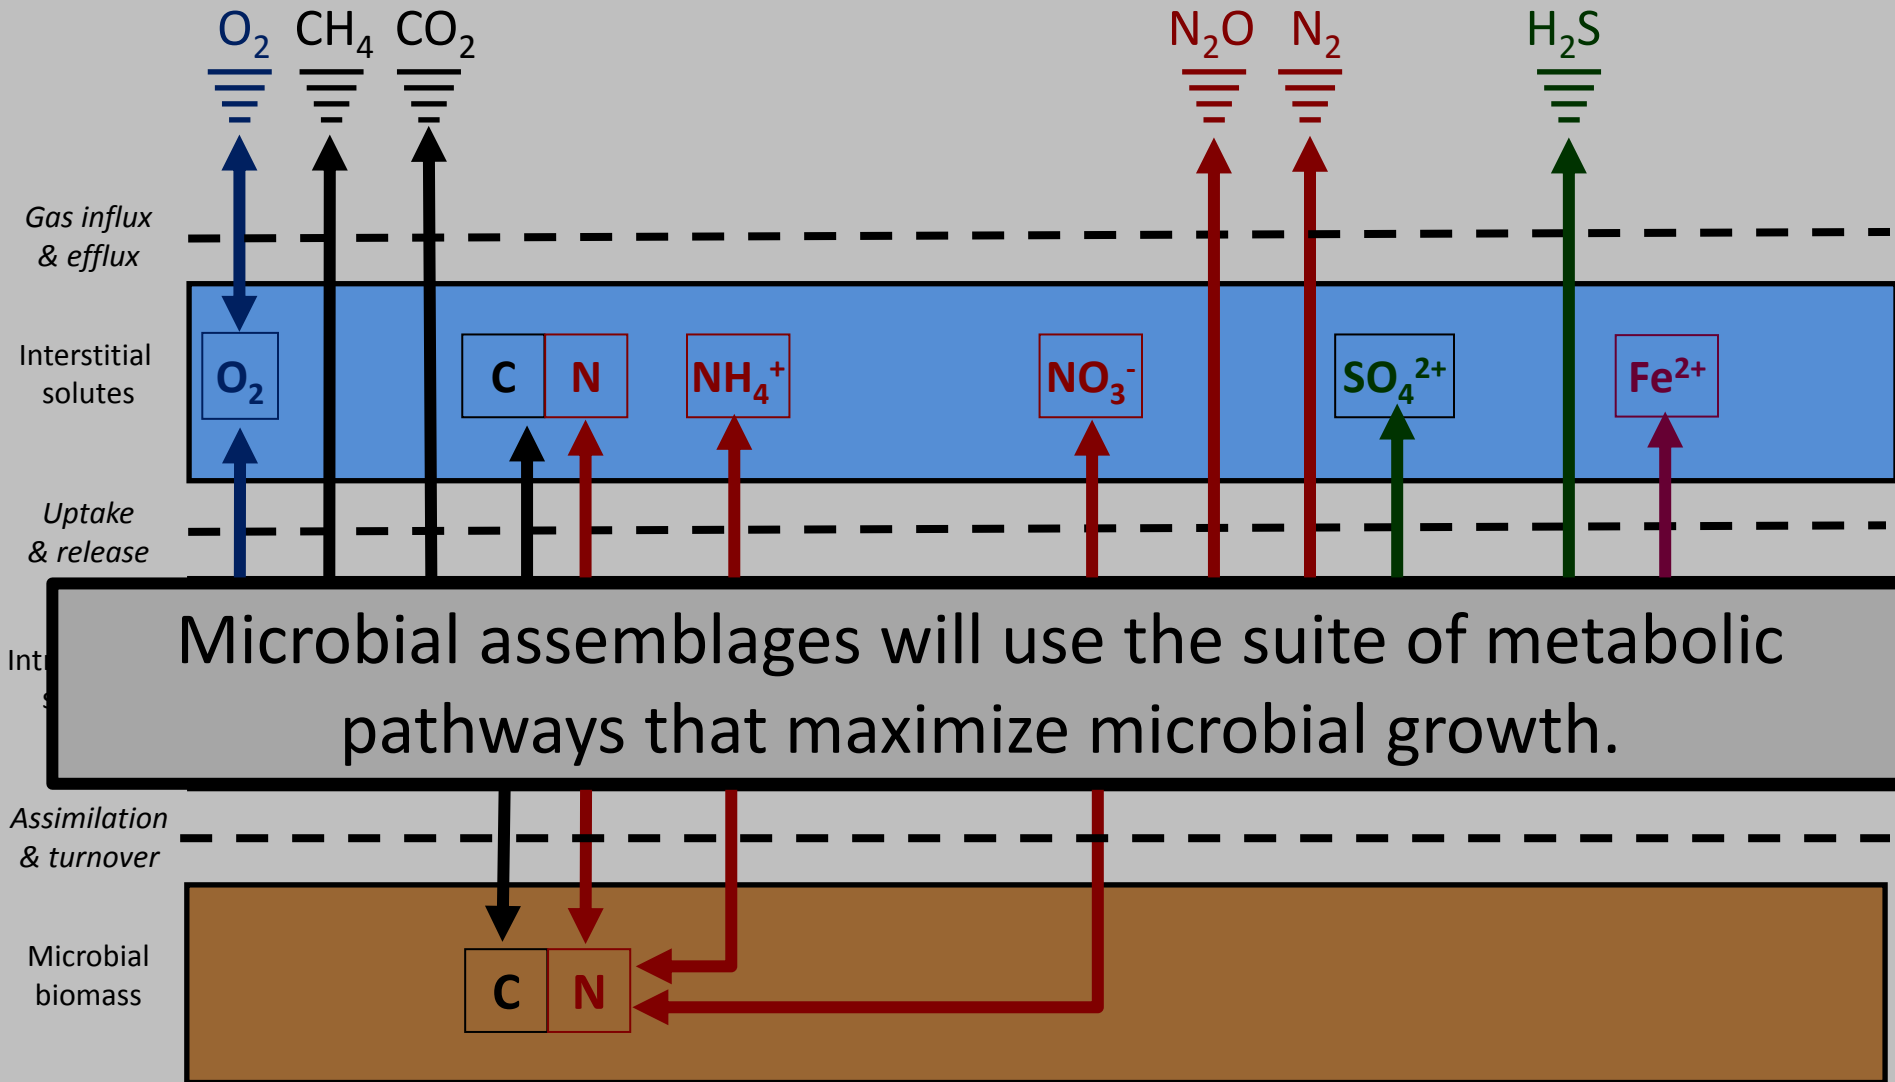 O₂ CH₄ CO₂ N₂O N₂ H₂S
Gas influx
& efflux
Interstitial
solutes
O₂ C N NH₄⁺ NO₃⁻ SO₄²⁺ Fe²⁺
Uptake
& release
Microbial assemblages will use the suite of metabolic
pathways that maximize microbial growth.
Assimilation
& turnover
Microbial
biomass
C N